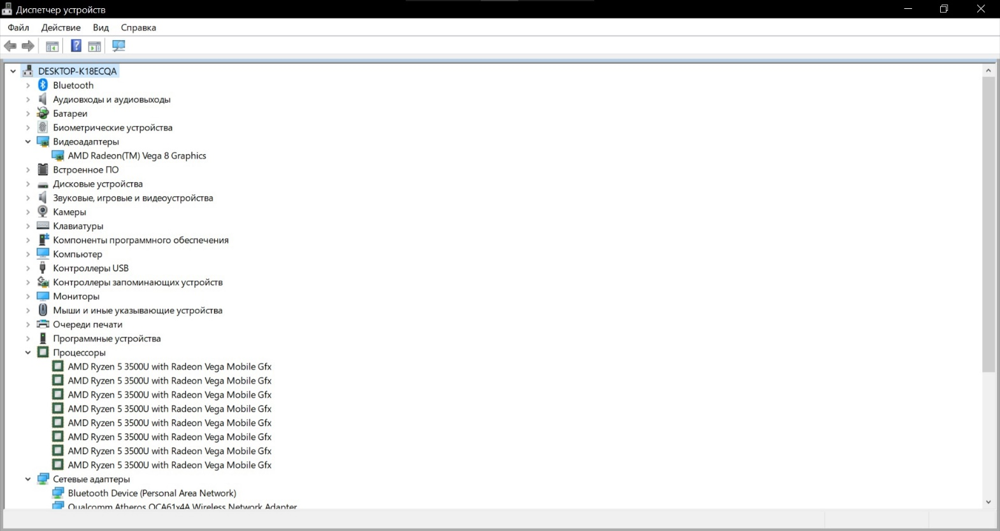 Диспетчер устройств
Файл Действие Вид Справка
DESKTOP-K18ECQA
Bluetooth
Аудиовходы и аудиовыходы
Батареи
Биометрические устройства
Видеоадаптеры
AMD Radeon(TM) Vega 8 Graphics
Встроенное ПО
Дисковые устройства
Звуковые, игровые и видеоустройства
Камеры
Клавиатуры
Компоненты программного обеспечения
Компьютер
Контроллеры USB
Контроллеры запоминающих устройств
Мониторы
Мыши и иные указывающие устройства
Очереди печати
Программные устройства
Процессоры
AMD Ryzen 5 3500U with Radeon Vega Mobile Gfx
AMD Ryzen 5 3500U with Radeon Vega Mobile Gfx
AMD Ryzen 5 3500U with Radeon Vega Mobile Gfx
AMD Ryzen 5 3500U with Radeon Vega Mobile Gfx
AMD Ryzen 5 3500U with Radeon Vega Mobile Gfx
AMD Ryzen 5 3500U with Radeon Vega Mobile Gfx
AMD Ryzen 5 3500U with Radeon Vega Mobile Gfx
AMD Ryzen 5 3500U with Radeon Vega Mobile Gfx
Сетевые адаптеры
Bluetooth Device (Personal Area Network)
Qualcomm Atheros QCA61x4A Wireless Network Adapter